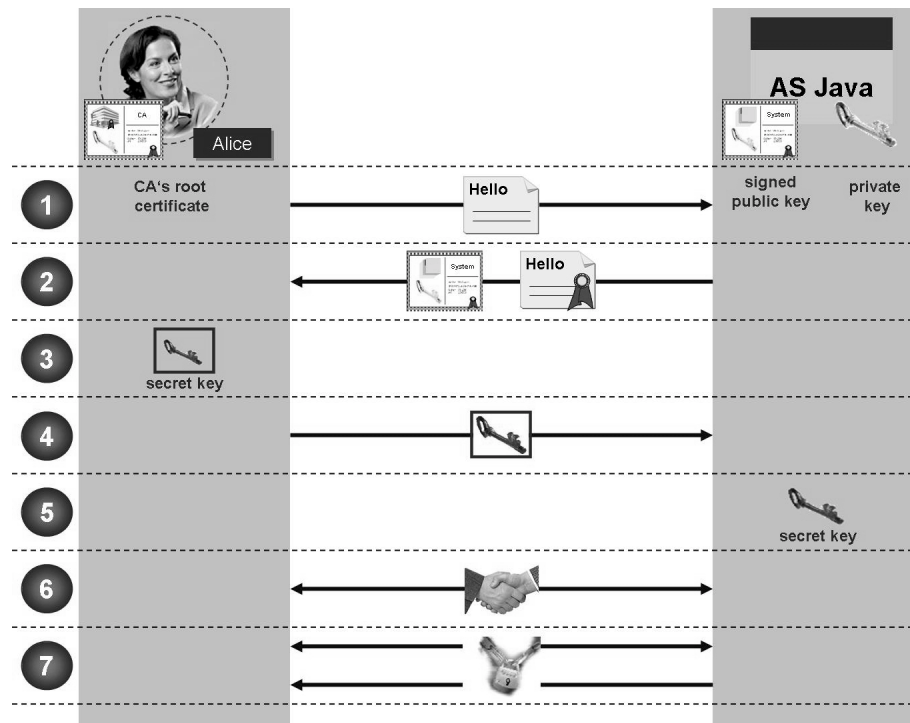 CA
Alice
AS Java
System
1
CA's root
certificate
Hello
signed
public key
private
key
2
System
Hello
3
secret key
4
5
secret key
6
7